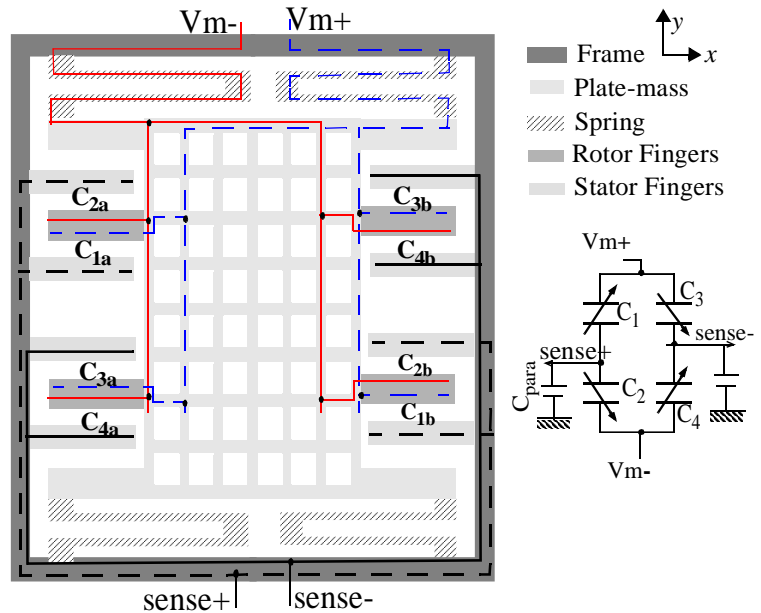 Vm- Vm+
y
x
Frame
Plate-mass
Spring
Rotor Fingers
Stator Fingers
C2a
C3b
C1a
C4b
C3a
C2b
C4a
C1b
sense+ sense-
Vm+
C1
C3
sense+
sense-
Cpara
C2
C4
Vm-